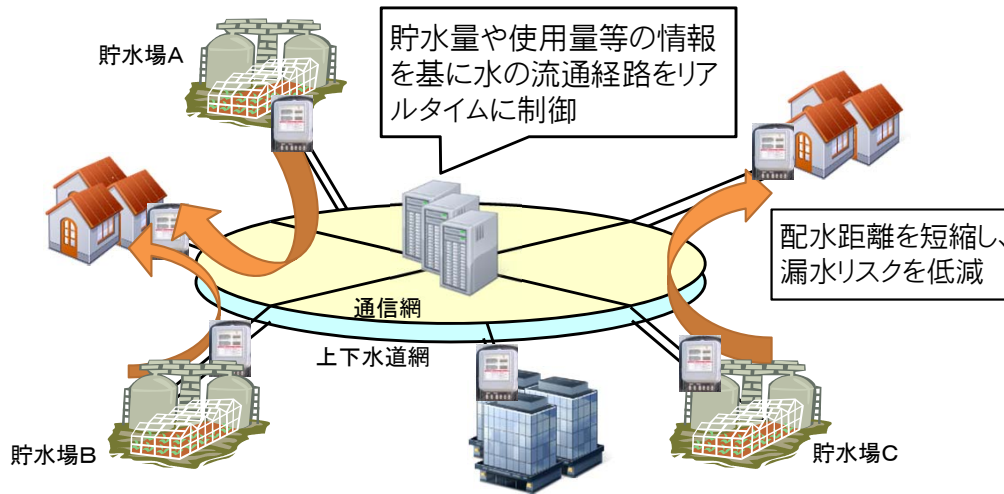 貯水場A
貯水量や使用量等の情報
を基に水の流通経路をリア
ルタイムに制御
配水距離を短縮し、
漏水リスクを低減
通信網
上下水道網
貯水場B
貯水場C